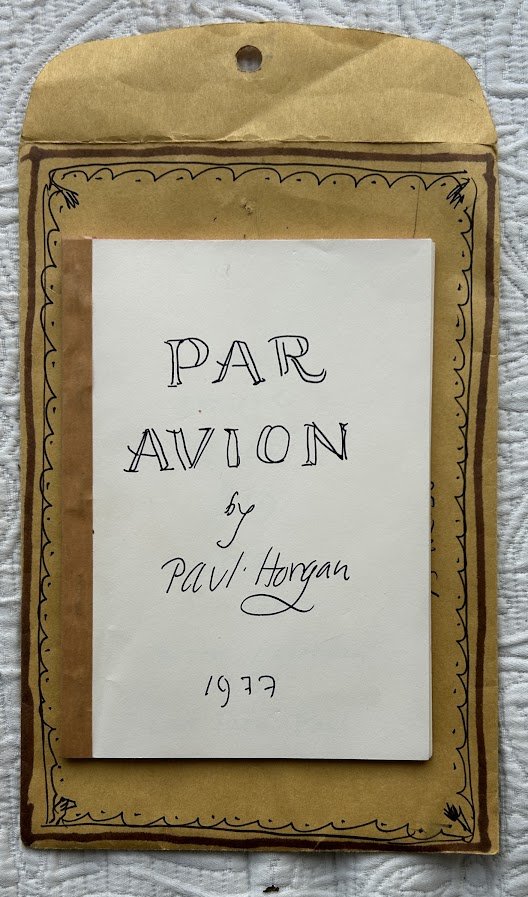 PAR
AVION
by
Paul Horgan
1977